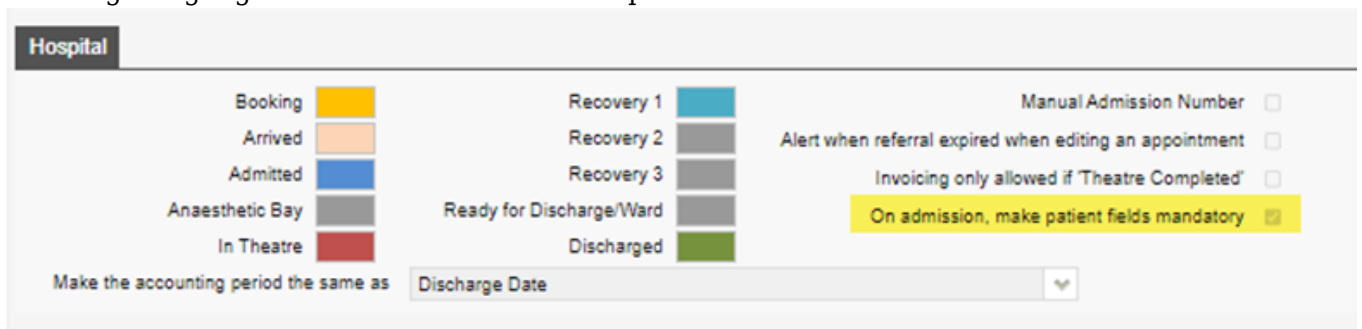 Hospital
Booking
Recovery 1
Manual Admission Number
Arrived
Recovery 2
Alert when referral expired when editing an appointment
Admitted
Recovery 3
Invoicing only allowed if 'Theatre Completed'
Anaesthetic Bay
Ready for Discharge/Ward
On admission, make patient fields mandatory
In Theatre
Discharged
Make the accounting period the same as
Discharge Date